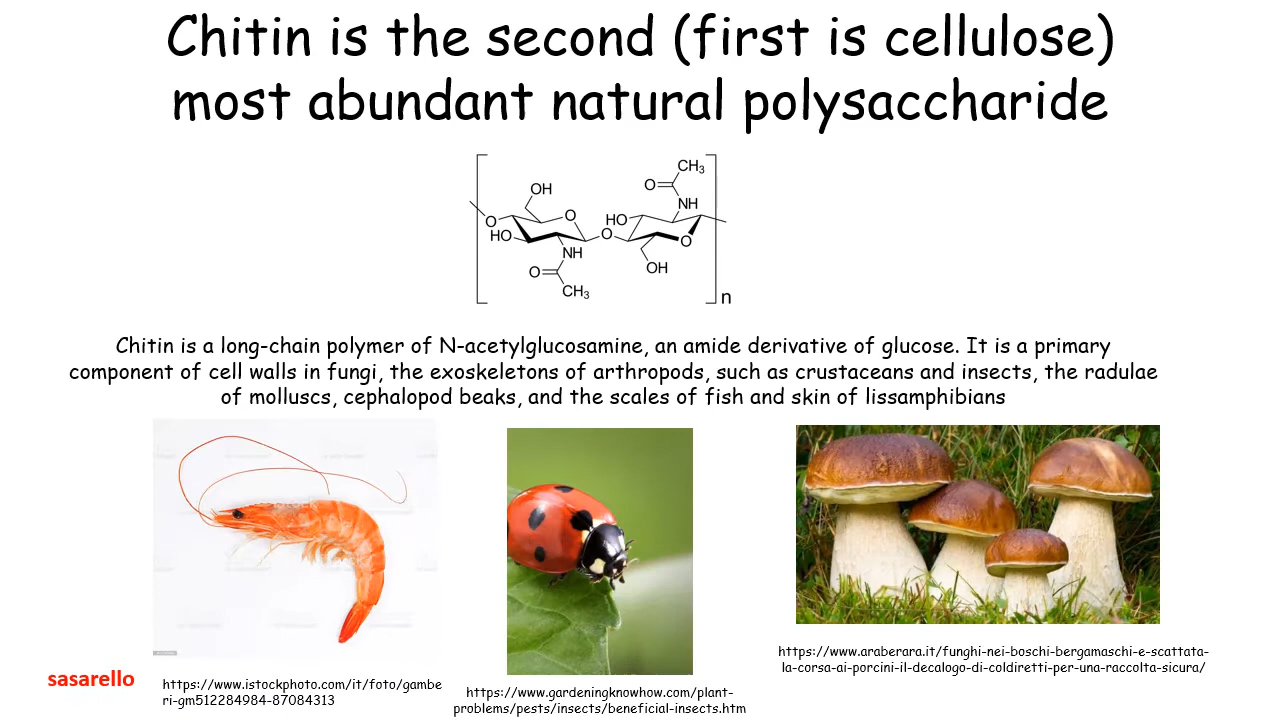 Chitin is the second (first is cellulose)
most abundant natural polysaccharide
CH3
O
NH
OH
O
O
HO
HO
O
O
NH
OH
O
CH3
n
Chitin is a long-chain polymer of N-acetylglucosamine, an amide derivative of glucose. It is a primary
component of cell walls in fungi, the exoskeletons of arthropods, such as crustaceans and insects, the radulae
of molluscs, cephalopod beaks, and the scales of fish and skin of lissamphibians
sasarello
https://www.istockphoto.com/it/foto/gambe
ri-gm512284984-87084313
https://www.gardeningknowhow.com/plant-
problems/pests/insects/beneficial-insects.htm
https://www.araberara.it/funghi-nei-boschi-bergamaschi-e-scattata-
la-corsa-ai-porcini-il-decalogo-di-coldiretti-per-una-raccolta-sicura/